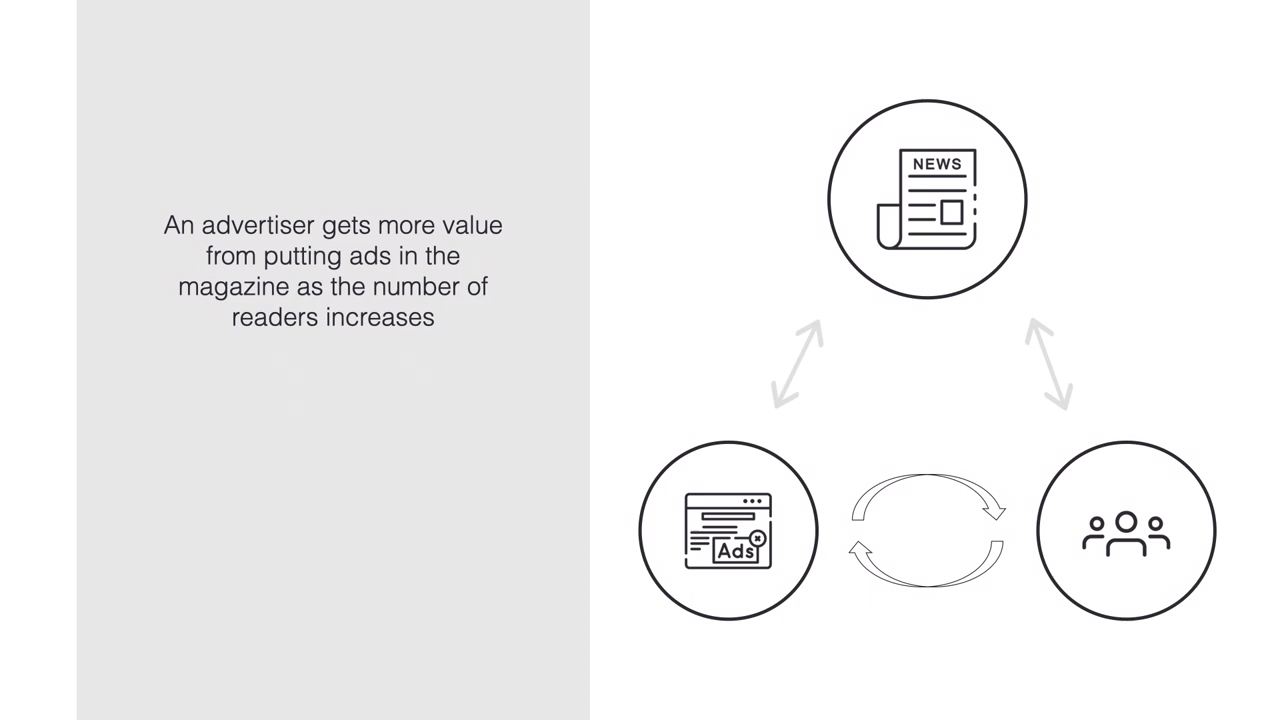 An advertiser gets more value
from putting ads in the
magazine as the number of
readers increases
NEWS
Ads